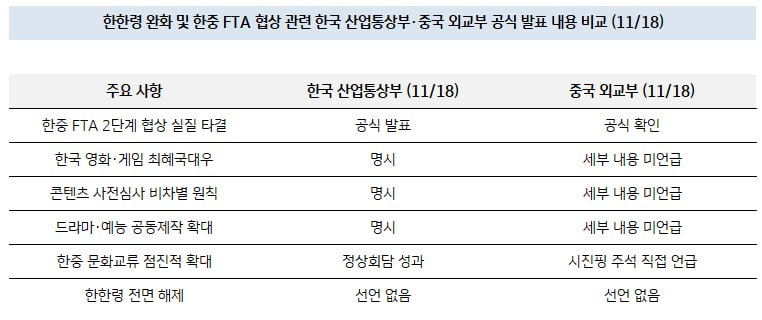 한한령 완화 및 한중 FTA 협상 관련 한국 산업통상부·중국 외교부 공식 발표 내용 비교 (11/18)
주요 사항 한국 산업통상부 (11/18) 중국 외교부 (11/18)
한중 FTA 2단계 협상 실질 타결 공식 발표 공식 확인
한국 영화·게임 최혜국대우 명시 세부 내용 미언급
콘텐츠 사전심사 비차별 원칙 명시 세부 내용 미언급
드라마·예능 공동제작 확대 명시 세부 내용 미언급
한중 문화교류 점진적 확대 정상회담 성과 시진핑 주석 직접 언급
한한령 전면 해제 선언 없음 선언 없음